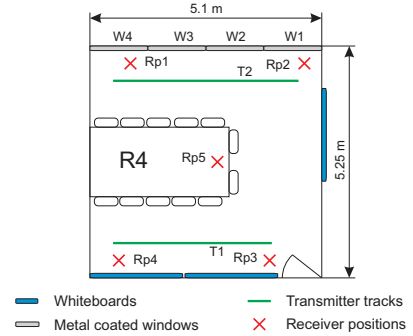 5.1 m
W4 W3 W2 W1
Rp1 Rp2
T2
5.25 m
R4 Rp5
T1
Rp4 Rp3
Whiteboards Transmitter tracks
Metal coated windows Receiver positions